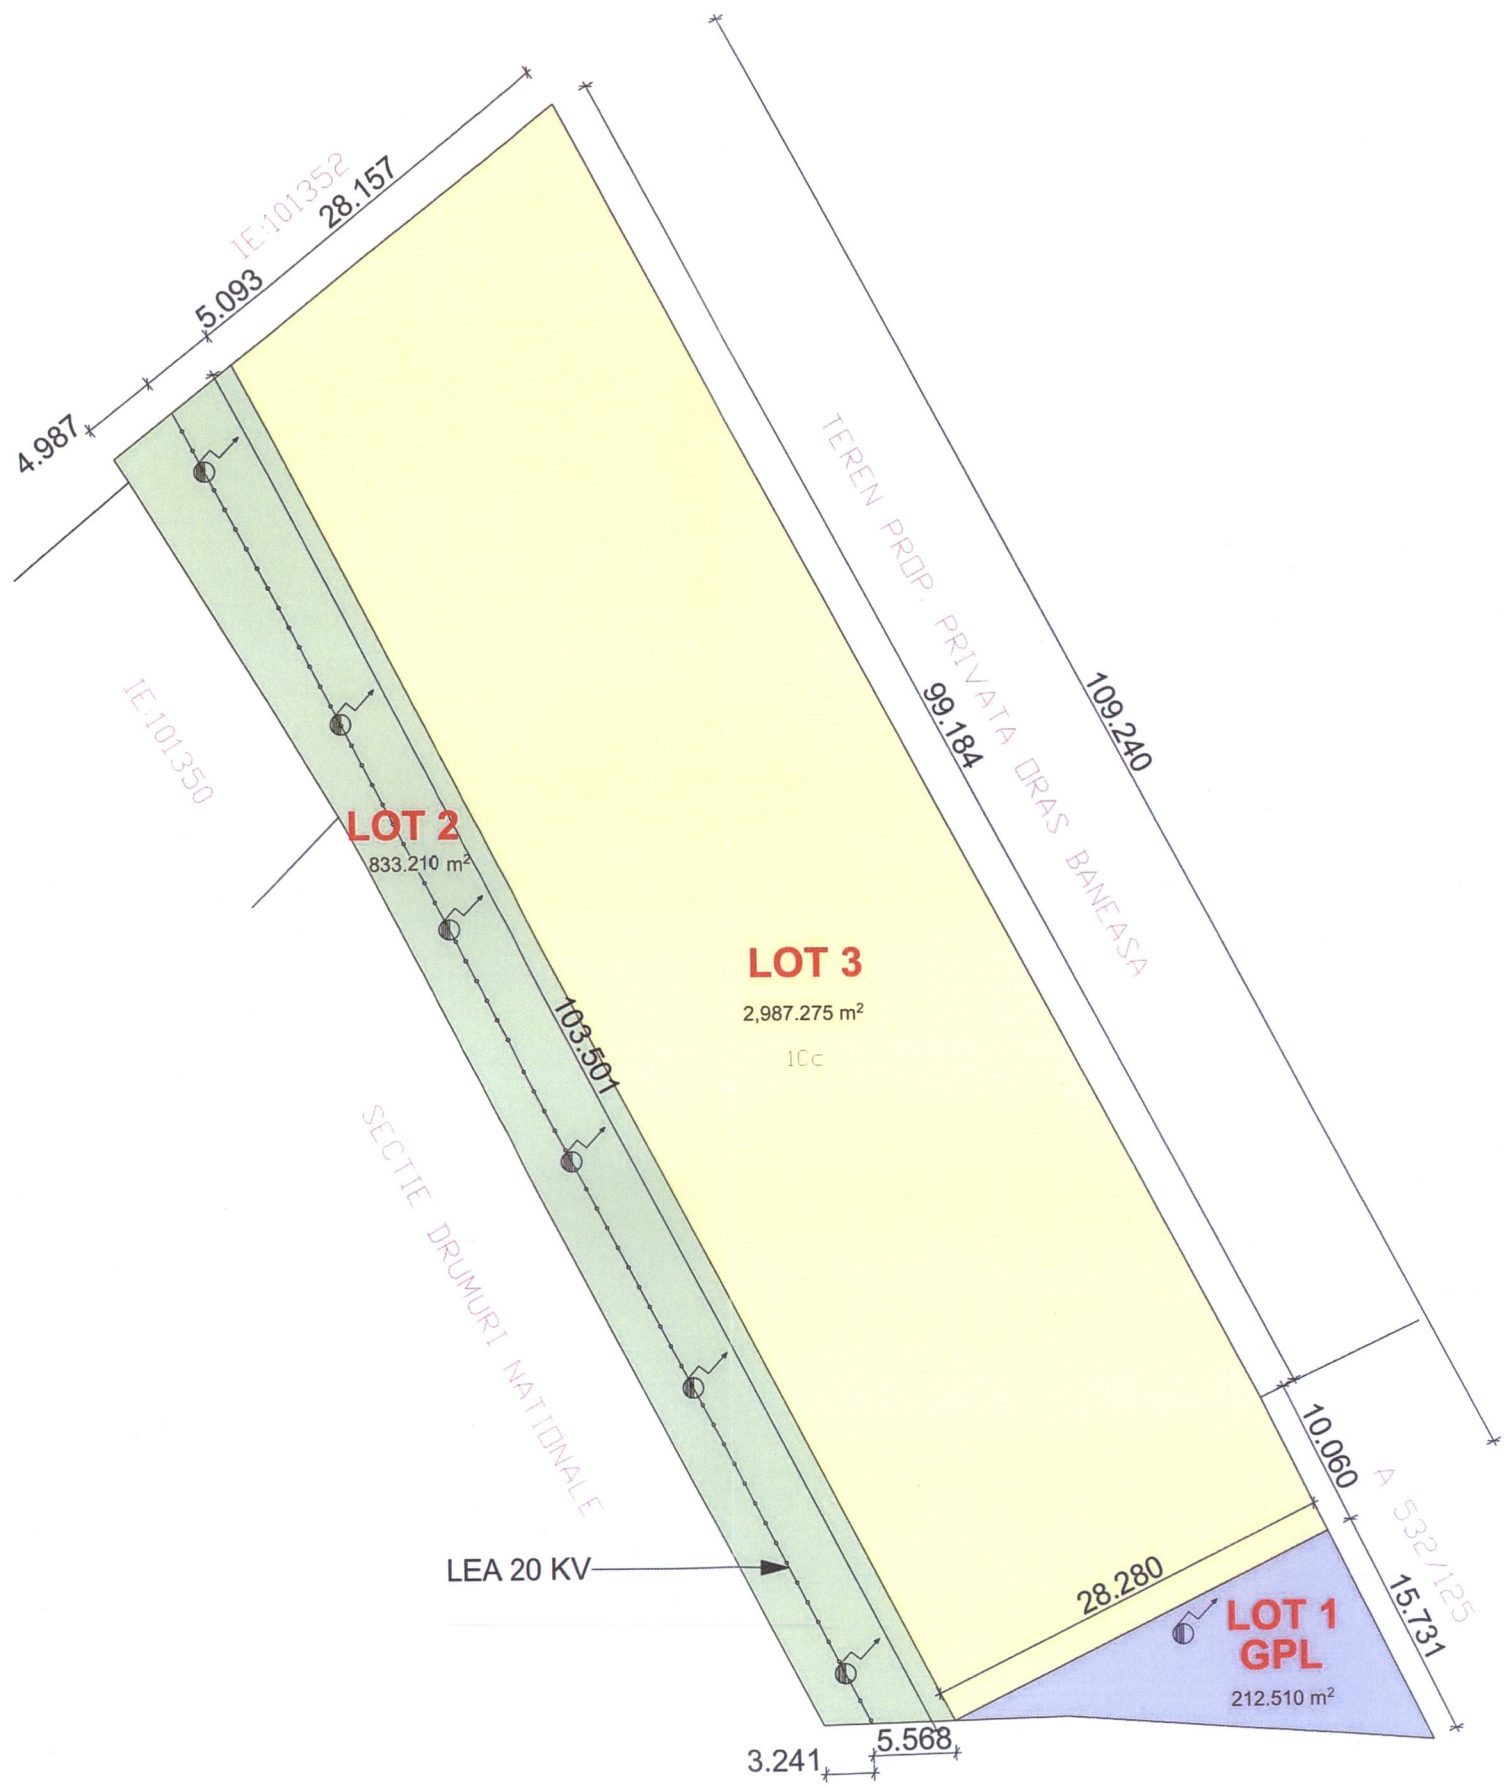 IE:101352
28.157
5.093
4.987
TEREN PROP. PRIVATA ORAS BANEASA
109.240
99.184
IE:101350
LOT 2
833.210 m²
LOT 3
2,987.275 m²
1Cc
103.501
SECTIE DRUMURI NATIONALE
LEA 20 KV
10.060
A 532/125
28.280
15.731
LOT 1
GPL
212.510 m²
5.568
3.241